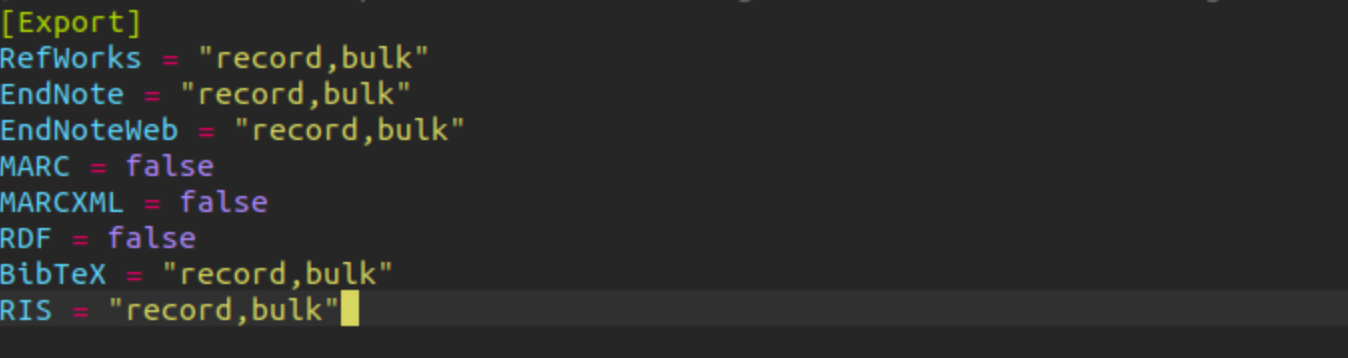 [Export]
RefWorks = "record,bulk"
EndNote = "record,bulk"
EndNoteWeb = "record,bulk"
MARC = false
MARCXML = false
RDF = false
BibTeX = "record,bulk"
RIS = "record,bulk"